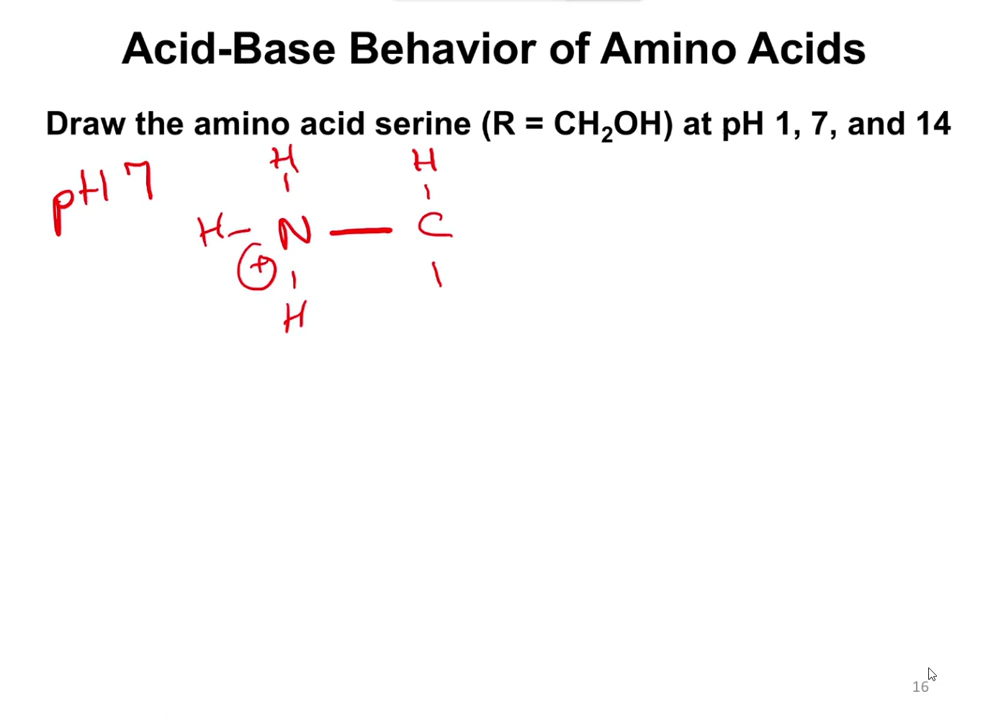 Acid-Base Behavior of Amino Acids
Draw the amino acid serine (R = CH₂OH) at pH 1, 7, and 14
pH 7
H H
H – N — C
⊕
H
16